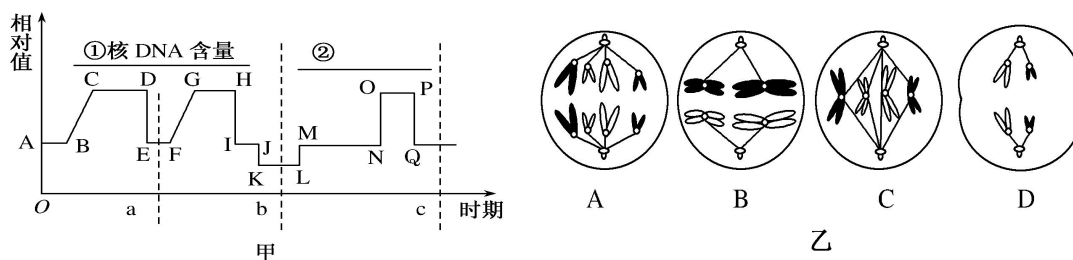 相对值
①核 DNA 含量
②
C D G H
O P
A B E F I J M
N Q
K L
O a b c 时期
甲
A B C D
乙